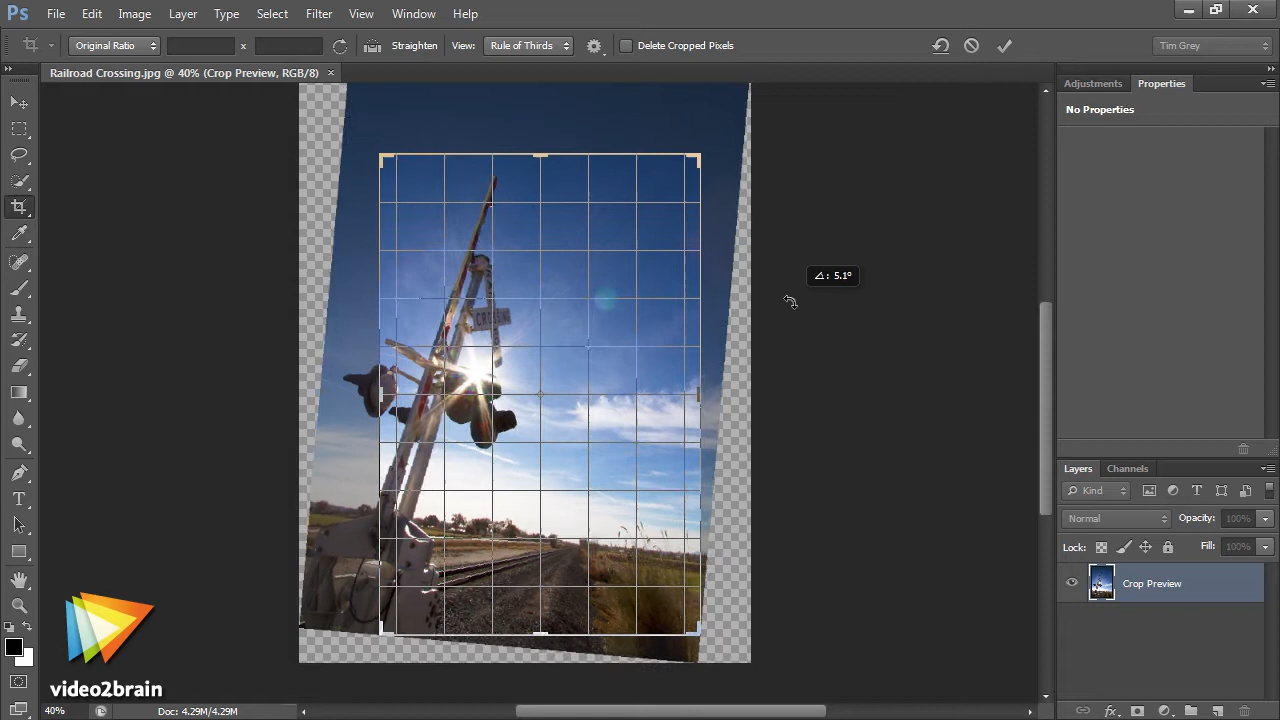 Ps File Edit Image Layer Type Select Filter View Window Help
Original Ratio x Straighten View: Rule of Thirds Delete Cropped Pixels Tim Grey
Railroad Crossing.jpg @ 40% (Crop Preview, RGB/8) ×
Adjustments Properties
No Properties
∠: 5.1°
CROSSING
Layers Channels
Kind
Normal Opacity: 100%
Lock: Fill: 100%
Crop Preview
video2brain
40% Doc: 4.29M/4.29M